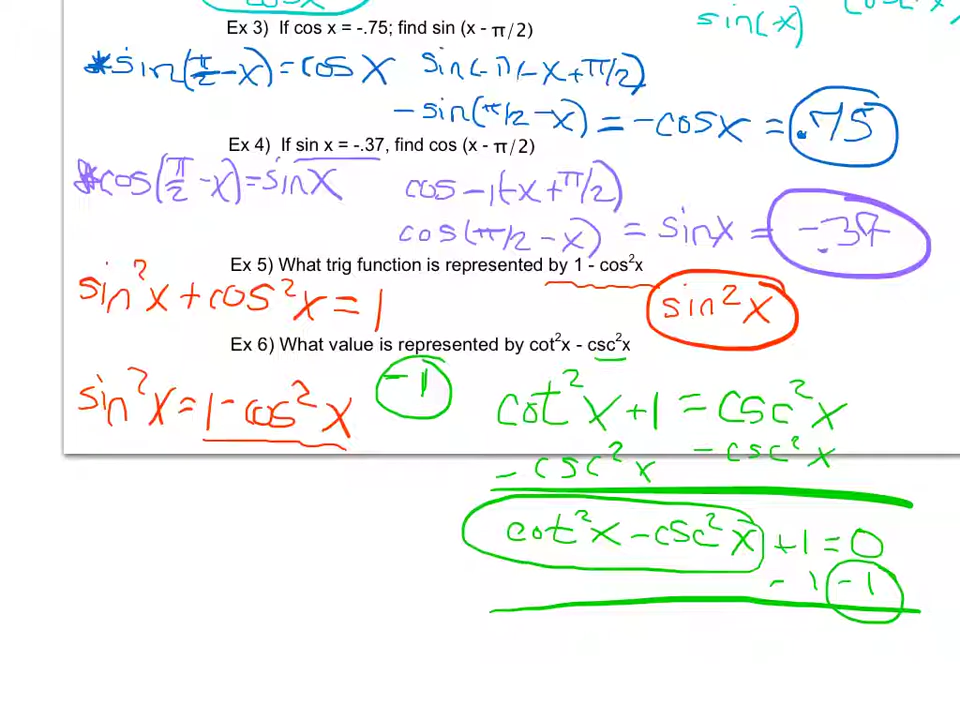 sin(-x)
Ex 3) If cos x = -.75; find sin (x - π/2)
*sin(π/2 - x) = cos x sin(-1)(-x + π/2)
- sin(π/2 - x) = -cos x = .75
Ex 4) If sin x = -.37, find cos (x - π/2)
*cos(π/2 - x) = sin x cos -1(-x + π/2)
cos(π/2 - x) = sin x = -.37
Ex 5) What trig function is represented by 1 - cos²x
sin²x + cos²x = 1 sin²x
Ex 6) What value is represented by cot²x - csc²x
sin²x = 1 - cos²x -1 cot²x + 1 = csc²x
- csc²x - csc²x
cot²x - csc²x + 1 = 0
- 1 -1